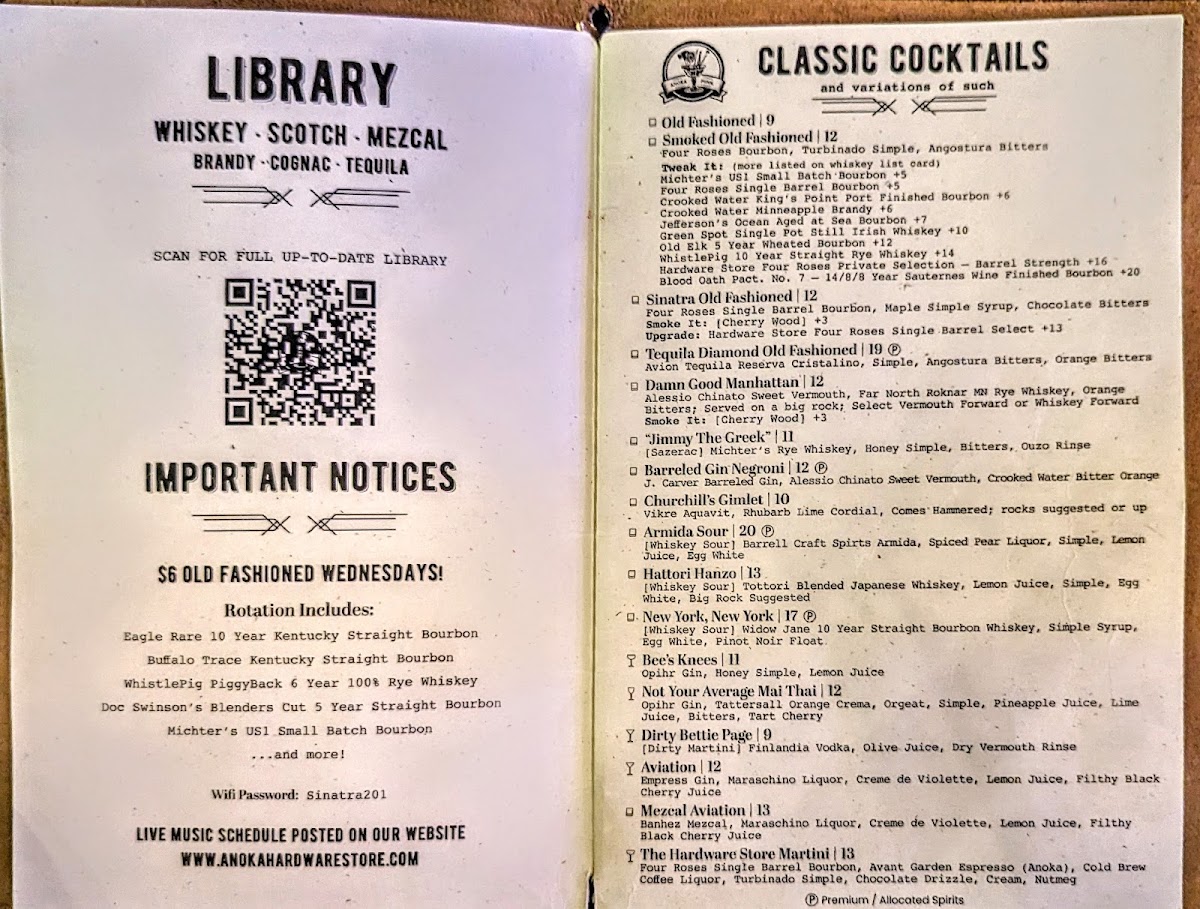 LIBRARY
WHISKEY · SCOTCH · MEZCAL
BRANDY · COGNAC · TEQUILA
SCAN FOR FULL UP-TO-DATE LIBRARY
IMPORTANT NOTICES
$6 OLD FASHIONED WEDNESDAYS!
Rotation Includes:
Eagle Rare 10 Year Kentucky Straight Bourbon
Buffalo Trace Kentucky Straight Bourbon
WhistlePig PiggyBack 6 Year 100% Rye Whiskey
Doc Swinson's Blenders Cut 5 Year Straight Bourbon
Michter's US1 Small Batch Bourbon
...and more!
Wifi Password: Sinatra201
LIVE MUSIC SCHEDULE POSTED ON OUR WEBSITE
WWW.ANOKAHARDWARESTORE.COM
CLASSIC COCKTAILS
and variations of such
Old Fashioned | 9
Smoked Old Fashioned | 12
Four Roses Bourbon, Turbinado Simple, Angostura Bitters
Tweak It: (more listed on whiskey list card)
Michter's US1 Small Batch Bourbon +5
Four Roses Single Barrel Bourbon +5
Crooked Water King's Point Port Finished Bourbon +6
Crooked Water Minneapple Brandy +6
Jefferson's Ocean Aged at Sea Bourbon +7
Green Spot Single Pot Still Irish Whiskey +10
Old Elk 5 Year Wheated Bourbon +12
WhistlePig 10 Year Straight Rye Whiskey +14
Hardware Store Four Roses Private Selection — Barrel Strength +16
Blood Oath Pact. No. 7 — 14/8/8 Year Sauternes Wine Finished Bourbon +20
Sinatra Old Fashioned | 12
Four Roses Single Barrel Bourbon, Maple Simple Syrup, Chocolate Bitters
Smoke It: [Cherry Wood] +3
Upgrade: Hardware Store Four Roses Single Barrel Select +13
Tequila Diamond Old Fashioned | 19 Ⓟ
Avion Tequila Reserva Cristalino, Simple, Angostura Bitters, Orange Bitters
Damn Good Manhattan | 12
Alessio Chinato Sweet Vermouth, Far North Roknar MN Rye Whiskey, Orange
Bitters; Served on a big rock; Select Vermouth Forward or Whiskey Forward
Smoke It: [Cherry Wood] +3
"Jimmy The Greek" | 11
[Sazerac] Michter's Rye Whiskey, Honey Simple, Bitters, Ouzo Rinse
Barreled Gin Negroni | 12 Ⓟ
J. Carver Barreled Gin, Alessio Chinato Sweet Vermouth, Crooked Water Bitter Orange
Churchill's Gimlet | 10
Vikre Aquavit, Rhubarb Lime Cordial, Comes Hammered; rocks suggested or up
Armida Sour | 20 Ⓟ
[Whiskey Sour] Barrell Craft Spirts Armida, Spiced Pear Liquor, Simple, Lemon
Juice, Egg White
Hattori Hanzo | 13
[Whiskey Sour] Tottori Blended Japanese Whiskey, Lemon Juice, Simple, Egg
White, Big Rock Suggested
New York, New York | 17 Ⓟ
[Whiskey Sour] Widow Jane 10 Year Straight Bourbon Whiskey, Simple Syrup,
Egg White, Pinot Noir Float
Bee's Knees | 11
Opihr Gin, Honey Simple, Lemon Juice
Not Your Average Mai Thai | 12
Opihr Gin, Tattersall Orange Crema, Orgeat, Simple, Pineapple Juice, Lime
Juice, Bitters, Tart Cherry
Dirty Bettie Page | 9
[Dirty Martini] Finlandia Vodka, Olive Juice, Dry Vermouth Rinse
Aviation | 12
Empress Gin, Maraschino Liquor, Creme de Violette, Lemon Juice, Filthy Black
Cherry Juice
Mezcal Aviation | 13
Banhez Mezcal, Maraschino Liquor, Creme de Violette, Lemon Juice, Filthy
Black Cherry Juice
The Hardware Store Martini | 13
Four Roses Single Barrel Bourbon, Avant Garden Espresso (Anoka), Cold Brew
Coffee Liquor, Turbinado Simple, Chocolate Drizzle, Cream, Nutmeg
Ⓟ Premium / Allocated Spirits